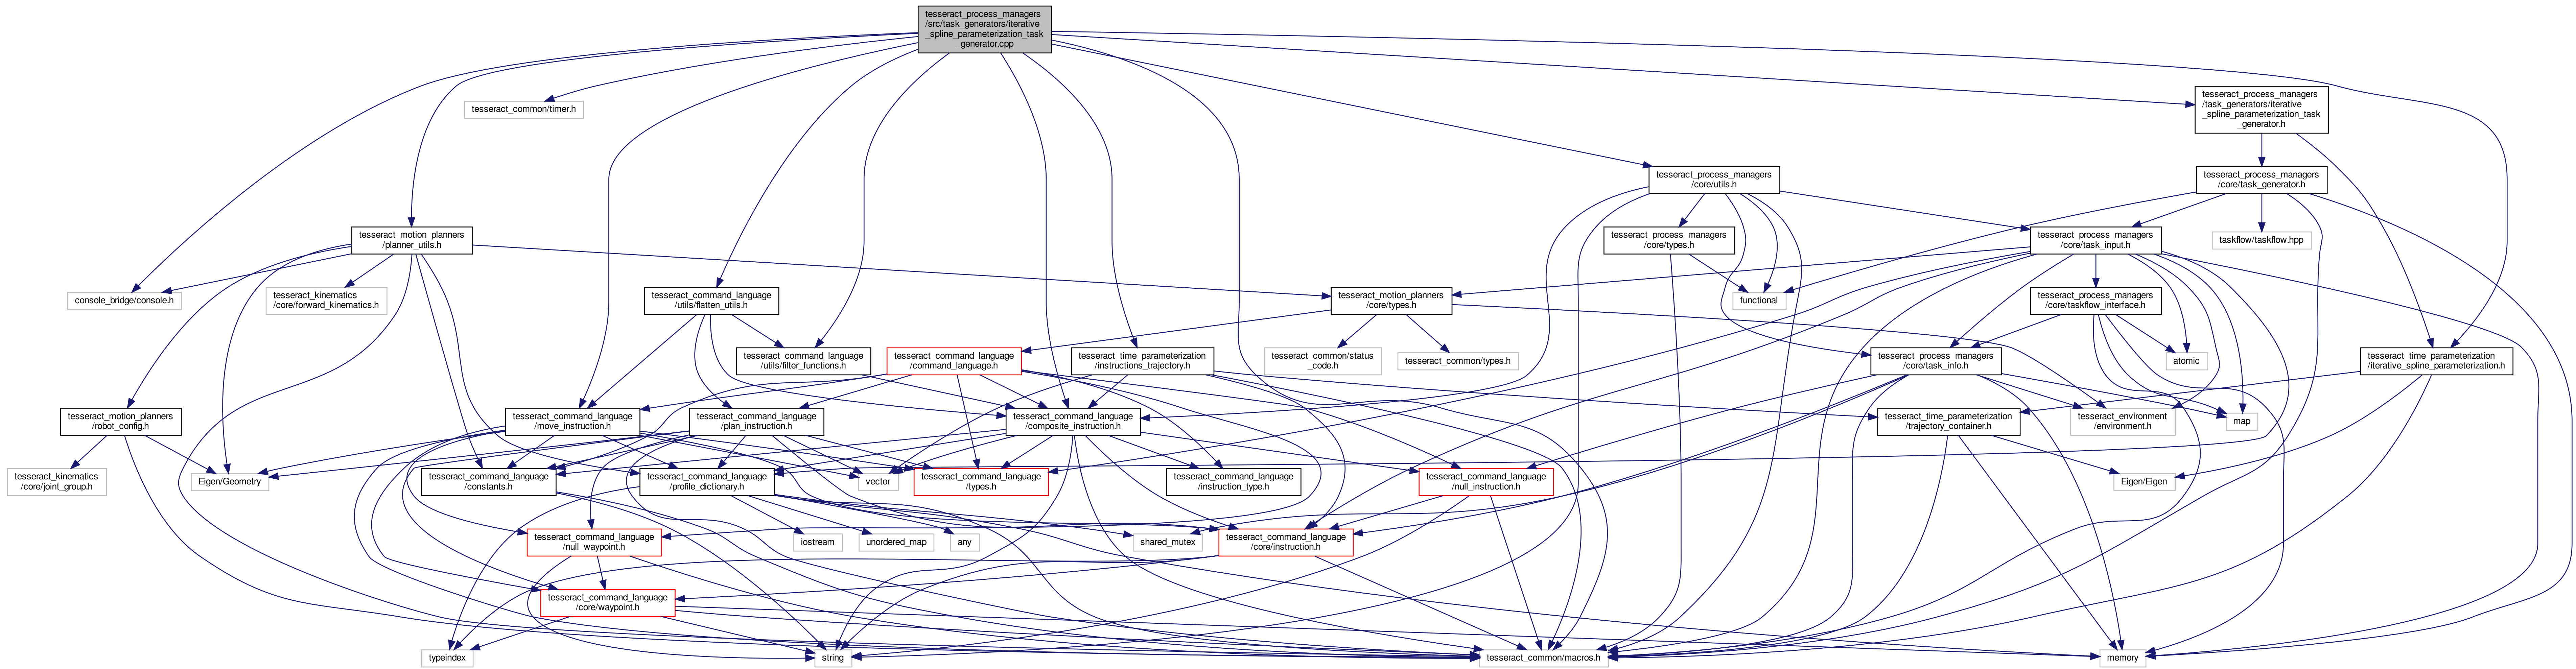 tesseract_process_managers
/src/task_generators/iterative
_spline_parameterization_task
_generator.cpp
tesseract_common/timer.h
tesseract_process_managers
/task_generators/iterative
_spline_parameterization_task
_generator.h
tesseract_process_managers
/core/utils.h
tesseract_process_managers
/core/task_generator.h
tesseract_motion_planners
/planner_utils.h
tesseract_process_managers
/core/types.h
tesseract_process_managers
/core/task_input.h
taskflow/taskflow.hpp
console_bridge/console.h
tesseract_kinematics
/core/forward_kinematics.h
tesseract_command_language
/utils/flatten_utils.h
tesseract_motion_planners
/core/types.h
functional
tesseract_process_managers
/core/taskflow_interface.h
tesseract_command_language
/utils/filter_functions.h
tesseract_command_language
/command_language.h
tesseract_time_parameterization
/instructions_trajectory.h
tesseract_common/status
_code.h
tesseract_common/types.h
tesseract_process_managers
/core/task_info.h
atomic
tesseract_time_parameterization
/iterative_spline_parameterization.h
tesseract_motion_planners
/robot_config.h
tesseract_command_language
/move_instruction.h
tesseract_command_language
/plan_instruction.h
tesseract_command_language
/composite_instruction.h
tesseract_time_parameterization
/trajectory_container.h
tesseract_environment
/environment.h
map
tesseract_kinematics
/core/joint_group.h
Eigen/Geometry
tesseract_command_language
/constants.h
tesseract_command_language
/profile_dictionary.h
vector
tesseract_command_language
/types.h
tesseract_command_language
/instruction_type.h
tesseract_command_language
/null_instruction.h
Eigen/Eigen
tesseract_command_language
/null_waypoint.h
iostream
unordered_map
any
shared_mutex
tesseract_command_language
/core/instruction.h
tesseract_command_language
/core/waypoint.h
typeindex
string
tesseract_common/macros.h
memory